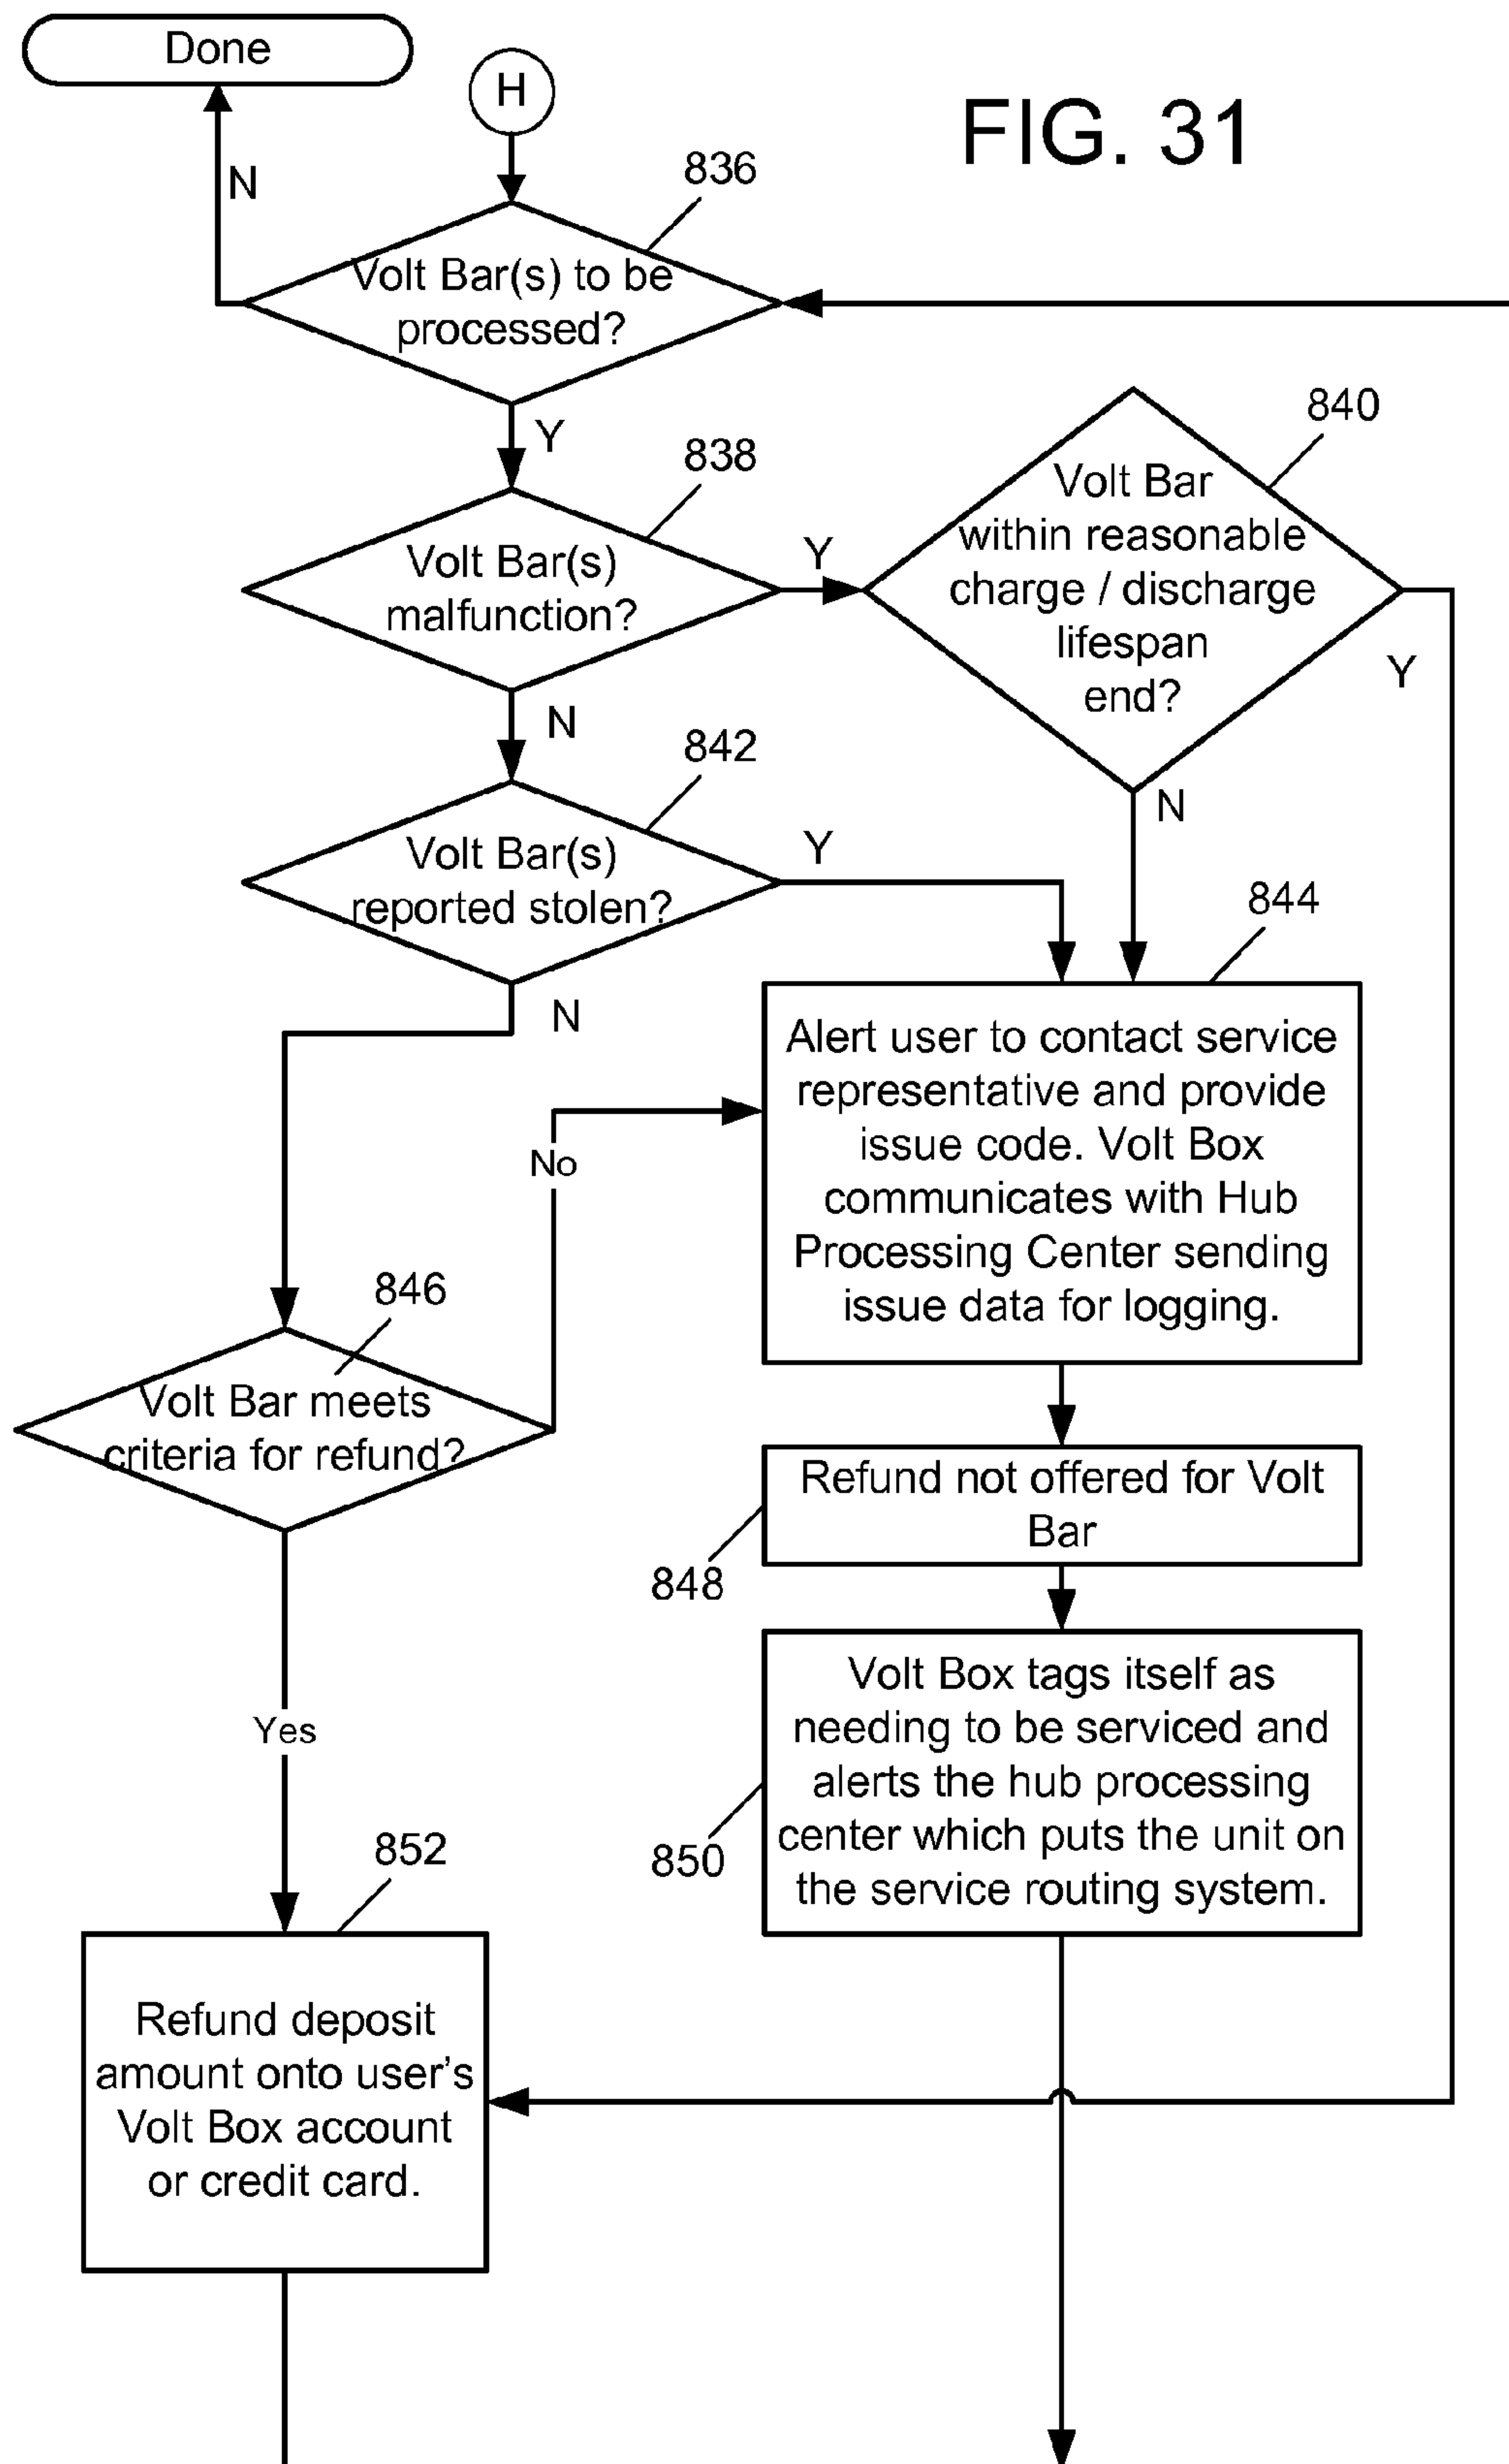 Done
H
FIG. 31
N
836
Volt Bar(s) to be
processed?
Y
838
Volt Bar(s)
malfunction?
Y
840
Volt Bar
within reasonable
charge / discharge
lifespan
end?
Y
N
N
842
Volt Bar(s)
reported stolen?
Y
N
844
Alert user to contact service
representative and provide
issue code. Volt Box
communicates with Hub
Processing Center sending
issue data for logging.
No
846
Volt Bar meets
criteria for refund?
Refund not offered for Volt
Bar
848
Yes
Volt Box tags itself as
needing to be serviced and
alerts the hub processing
center which puts the unit on
the service routing system.
850
852
Refund deposit
amount onto user's
Volt Box account
or credit card.